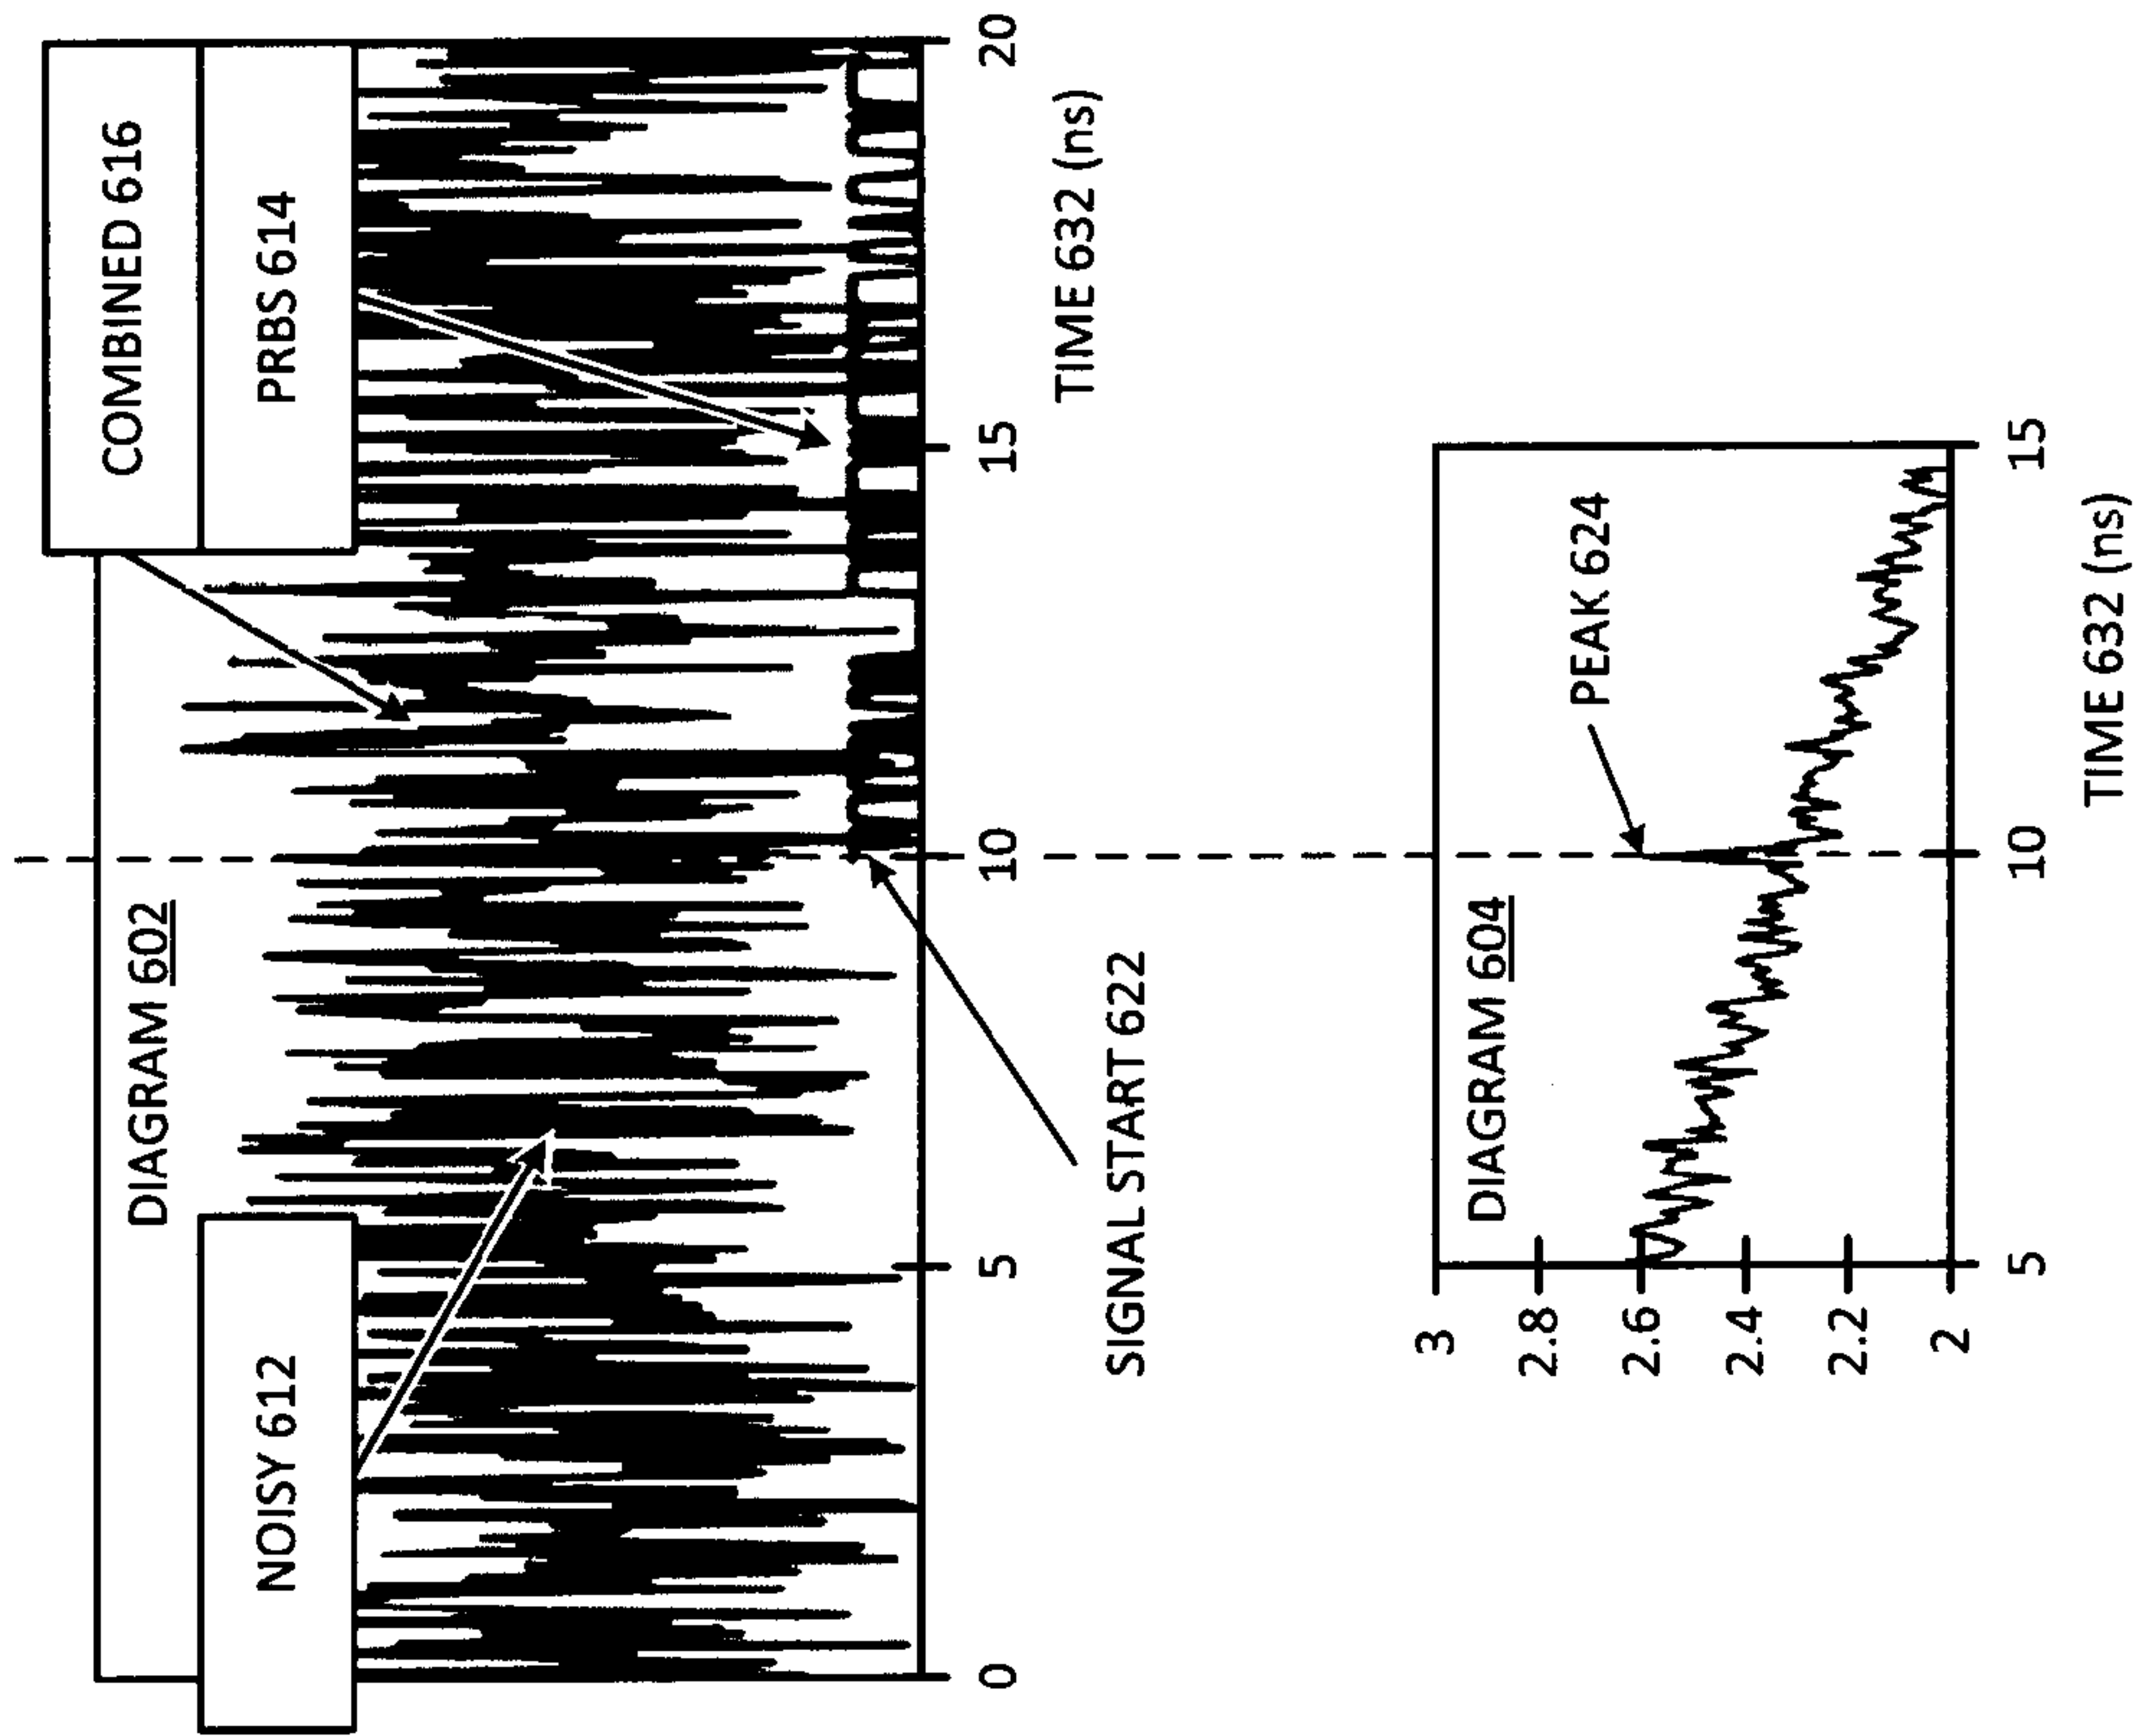 COMBINED 616
DIAGRAM 602
NOISY 612
PRBS 614
0
5
10
15
20
TIME 632 (ns)
SIGNAL START 622
DIAGRAM 604
PEAK 624
3
2.8
2.6
2.4
2.2
2
5
10
15
TIME 632 (ns)